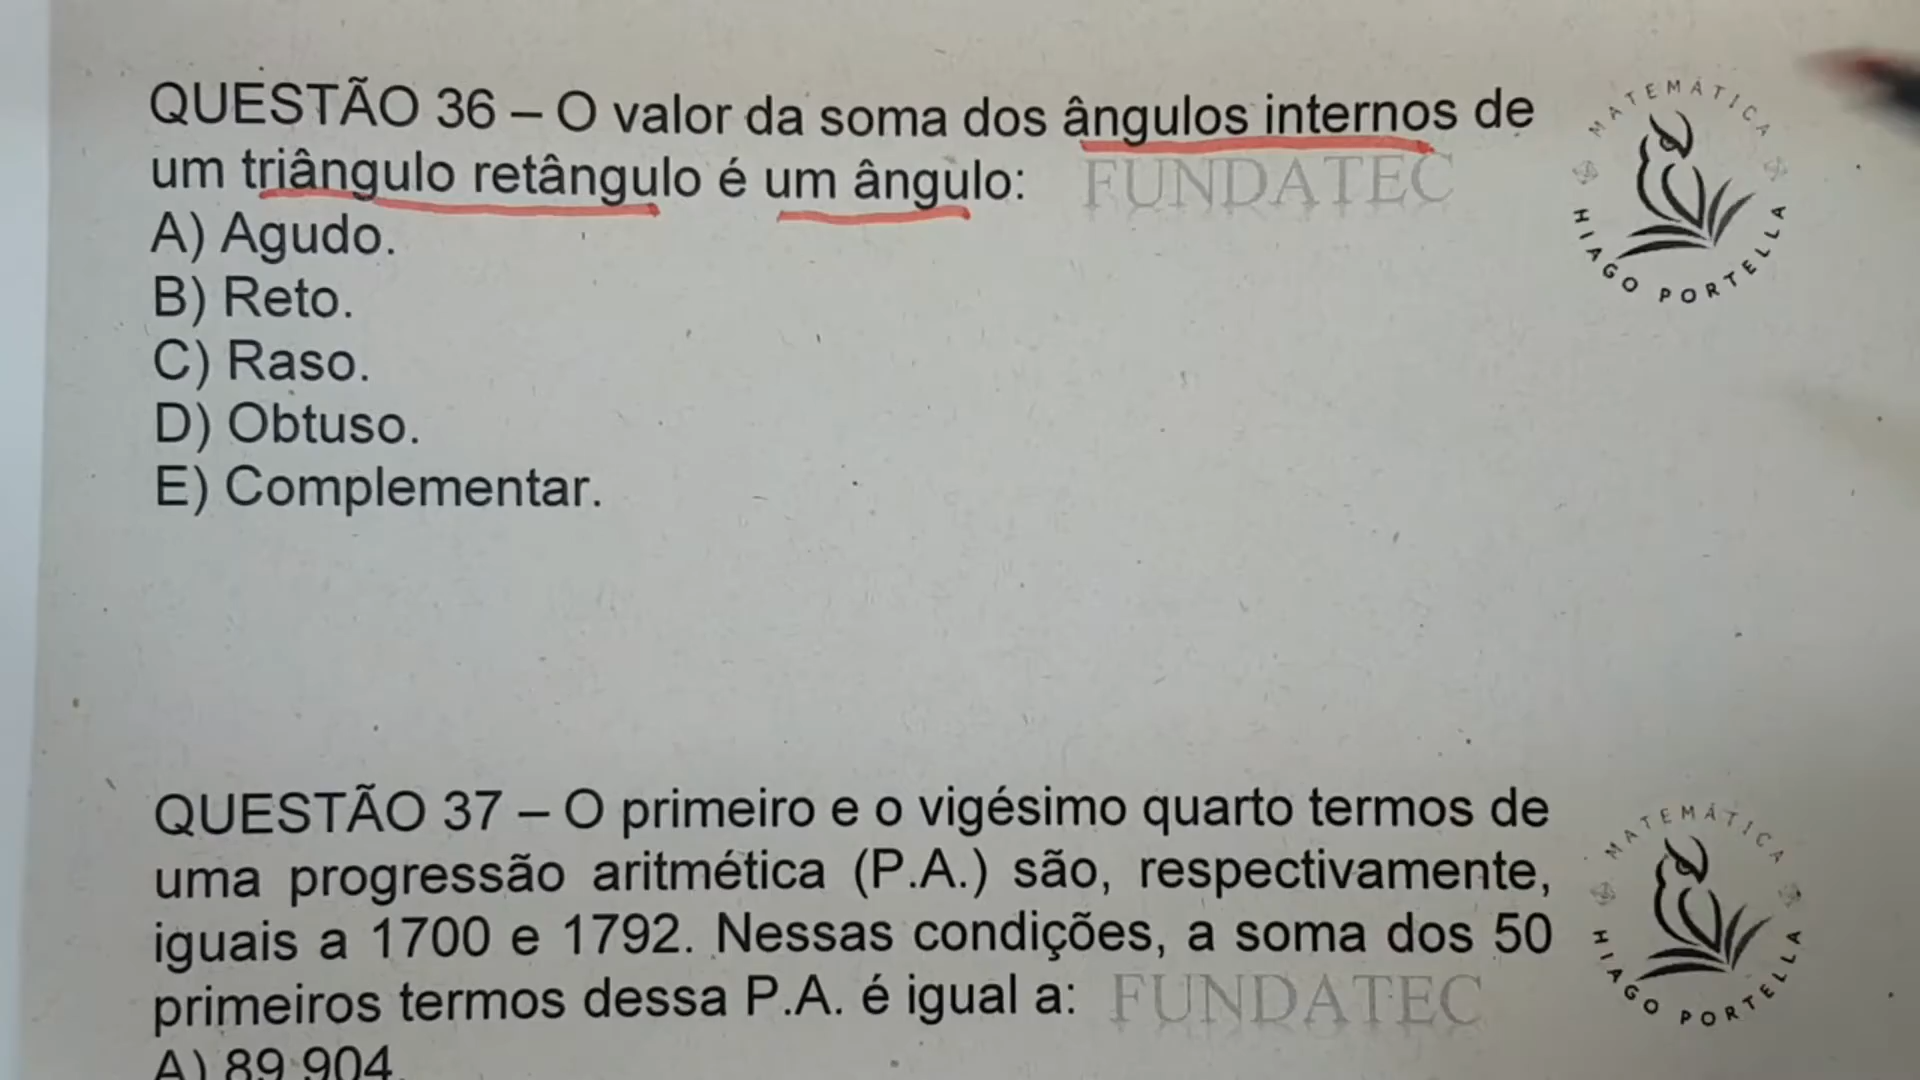 QUESTÃO 36 – O valor da soma dos ângulos internos de
um triângulo retângulo é um ângulo: FUNDATEC
MATEMÁTICA
HIAGO PORTELLA
A) Agudo.
B) Reto.
C) Raso.
D) Obtuso.
E) Complementar.
QUESTÃO 37 – O primeiro e o vigésimo quarto termos de
uma progressão aritmética (P.A.) são, respectivamente,
iguais a 1700 e 1792. Nessas condições, a soma dos 50
primeiros termos dessa P.A. é igual a: FUNDATEC
MATEMÁTICA
HIAGO PORTELLA
A) 89.904.